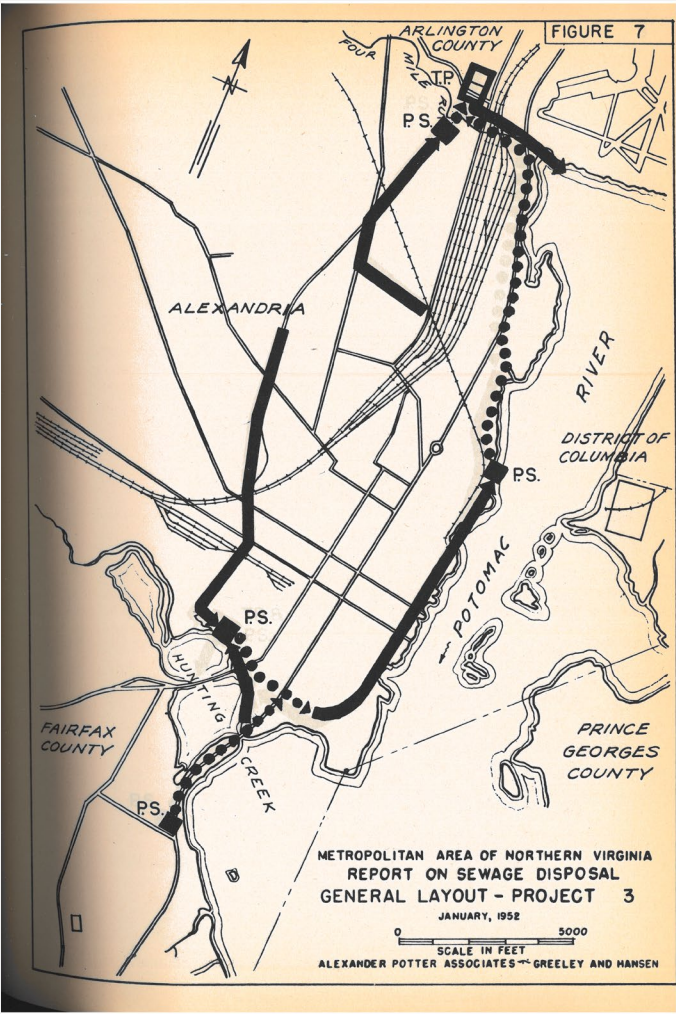 FIGURE 7
ARLINGTON
COUNTY
FOUR MILE RUN
T.P.
P.S.
N
ALEXANDRIA
RIVER
DISTRICT OF
COLUMBIA
P.S.
POTOMAC
P.S.
HUNTING
CREEK
FAIRFAX
COUNTY
PRINCE
GEORGES
COUNTY
P.S.
METROPOLITAN AREA OF NORTHERN VIRGINIA
REPORT ON SEWAGE DISPOSAL
GENERAL LAYOUT - PROJECT 3
JANUARY, 1952
0 5000
SCALE IN FEET
ALEXANDER POTTER ASSOCIATES - GREELEY AND HANSEN